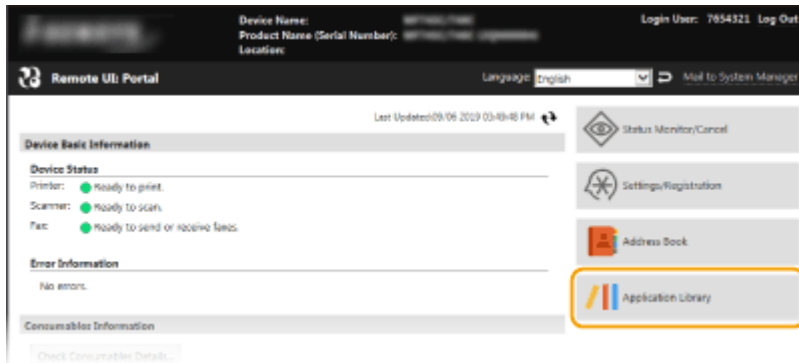 Device Name:
Login User: 7654321 Log Out
Product Name (Serial Number):
Location:
Remote UI: Portal
Language: English
Mail to System Manager
Last Updated:09/06 2019 03:49:48 PM
Device Basic Information
Device Status
Printer: Ready to print.
Scanner: Ready to scan.
Fax: Ready to send or receive faxes.
Error Information
No errors.
Consumables Information
Check Consumables Details...
Status Monitor/Cancel
Settings/Registration
Address Book
Application Library